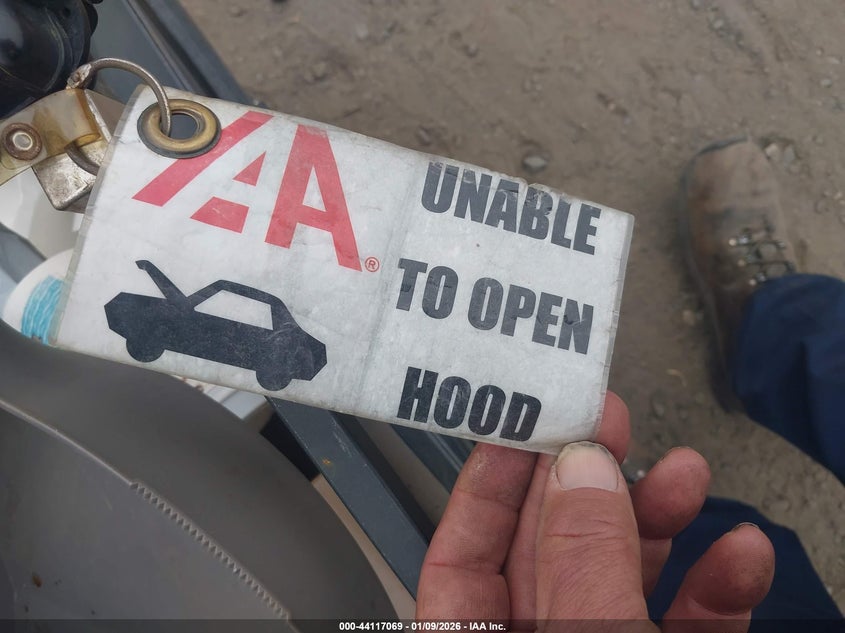 IAA®
UNABLE
TO OPEN
HOOD
000-44117069 - 01/09/2026 - IAA Inc.